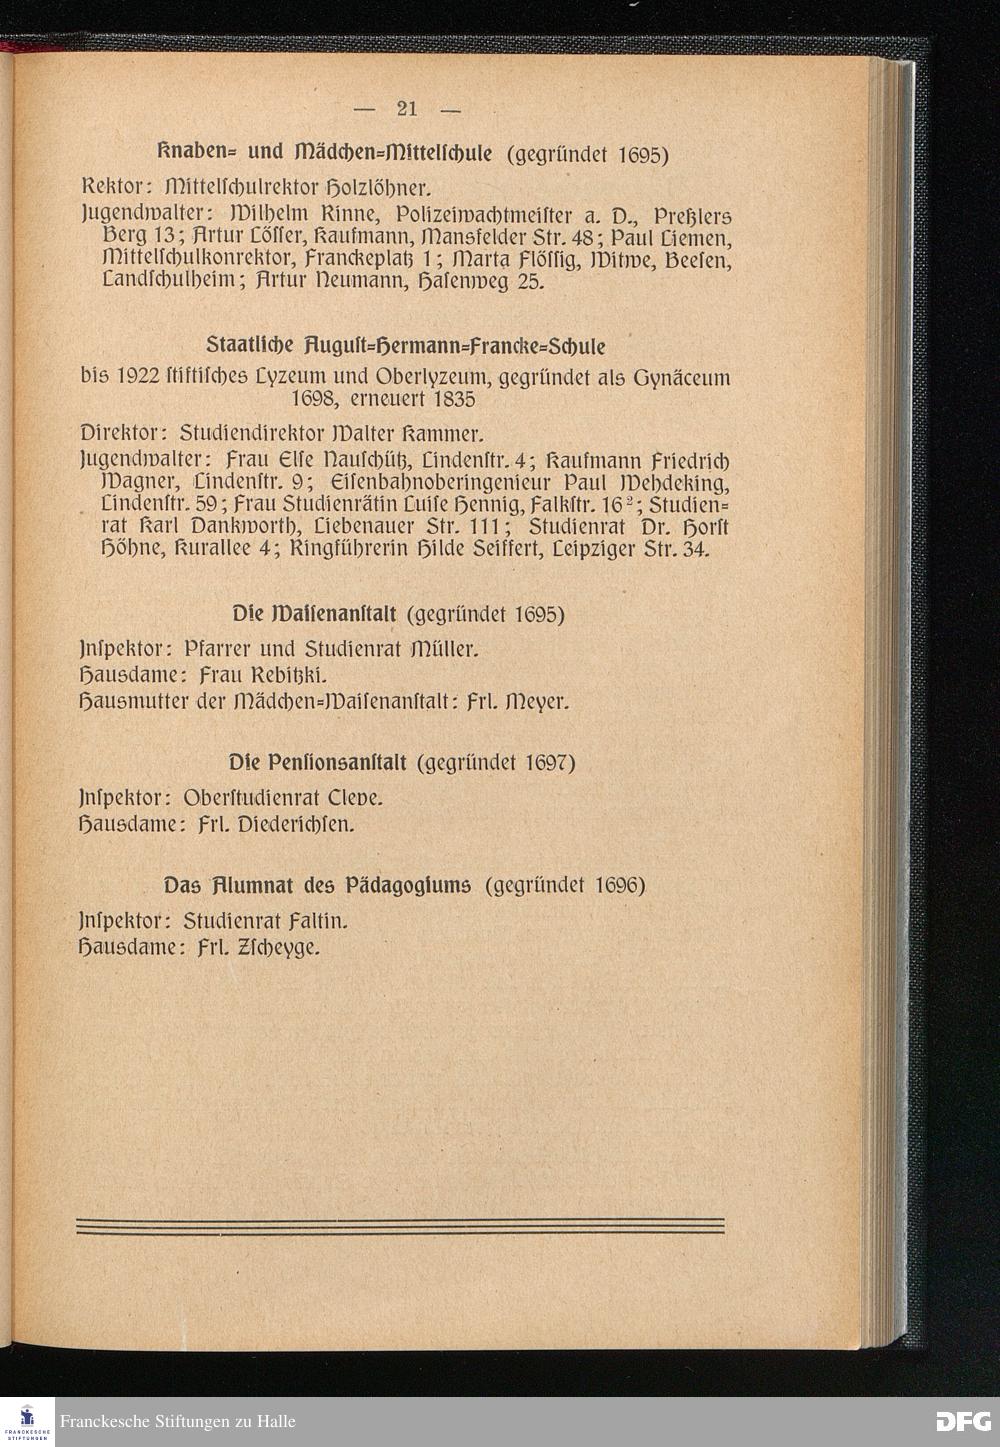 — 21 —
Knaben= und Mädchen=Mittelſchule (gegründet 1695)
Rektor: Mittelſchulrektor Holzlöhner.
Jugendwalter: Wilhelm Rinne, Polizeiwachtmeiſter a. D., Preßlers
Berg 13; Artur Löſſer, Kaufmann, Mansfelder Str. 48; Paul Liemen,
Mittelſchulkonrektor, Franckeplatz 1; Marta Flöſſig, Witwe, Beeſen,
Landſchulheim; Artur Neumann, Haſenweg 25.
Staatliche Auguſt=Hermann=Francke=Schule
bis 1922 ſtiftiſches Lyzeum und Oberlyzeum, gegründet als Gynäceum
1698, erneuert 1835
Direktor: Studiendirektor Walter Kammer.
Jugendwalter: Frau Elſe Nauſchütz, Lindenſtr. 4; Kaufmann Friedrich
Wagner, Lindenſtr. 9; Eiſenbahnoberingenieur Paul Wehdeking,
Lindenſtr. 59; Frau Studienrätin Luiſe Hennig, Falkſtr. 16²; Studien=
rat Karl Dankworth, Liebenauer Str. 111; Studienrat Dr. Horſt
Höhne, Kurallee 4; Ringführerin Hilde Seiffert, Leipziger Str. 34.
Die Waiſenanſtalt (gegründet 1695)
Inſpektor: Pfarrer und Studienrat Müller.
Hausdame: Frau Rebitzki.
Hausmutter der Mädchen=Waiſenanſtalt: Frl. Meyer.
Die Penſionsanſtalt (gegründet 1697)
Inſpektor: Oberſtudienrat Cleve.
Hausdame: Frl. Diederichſen.
Das Alumnat des Pädagogiums (gegründet 1696)
Inſpektor: Studienrat Faltin.
Hausdame: Frl. Zſcheyge.
FRANCKESCHE
STIFTUNGEN
Franckesche Stiftungen zu Halle
DFG